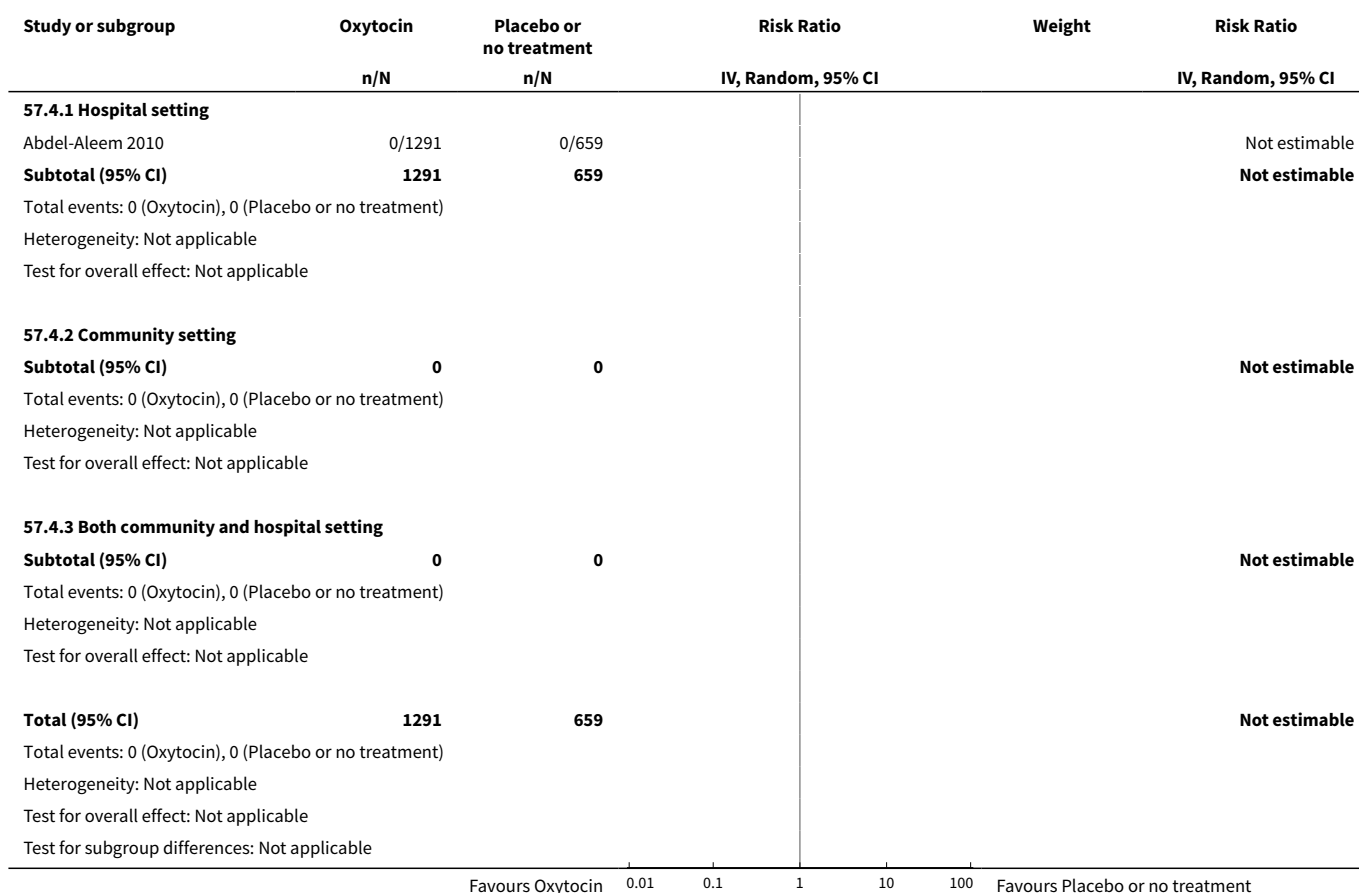 Study or subgroup Oxytocin Placebo or no treatment Risk Ratio Weight Risk Ratio
n/N n/N IV, Random, 95% CI IV, Random, 95% CI
57.4.1 Hospital setting
Abdel-Aleem 2010 0/1291 0/659 Not estimable
Subtotal (95% CI) 1291 659 Not estimable
Total events: 0 (Oxytocin), 0 (Placebo or no treatment)
Heterogeneity: Not applicable
Test for overall effect: Not applicable
57.4.2 Community setting
Subtotal (95% CI) 0 0 Not estimable
Total events: 0 (Oxytocin), 0 (Placebo or no treatment)
Heterogeneity: Not applicable
Test for overall effect: Not applicable
57.4.3 Both community and hospital setting
Subtotal (95% CI) 0 0 Not estimable
Total events: 0 (Oxytocin), 0 (Placebo or no treatment)
Heterogeneity: Not applicable
Test for overall effect: Not applicable
Total (95% CI) 1291 659 Not estimable
Total events: 0 (Oxytocin), 0 (Placebo or no treatment)
Heterogeneity: Not applicable
Test for overall effect: Not applicable
Test for subgroup differences: Not applicable
Favours Oxytocin 0.01 0.1 1 10 100 Favours Placebo or no treatment